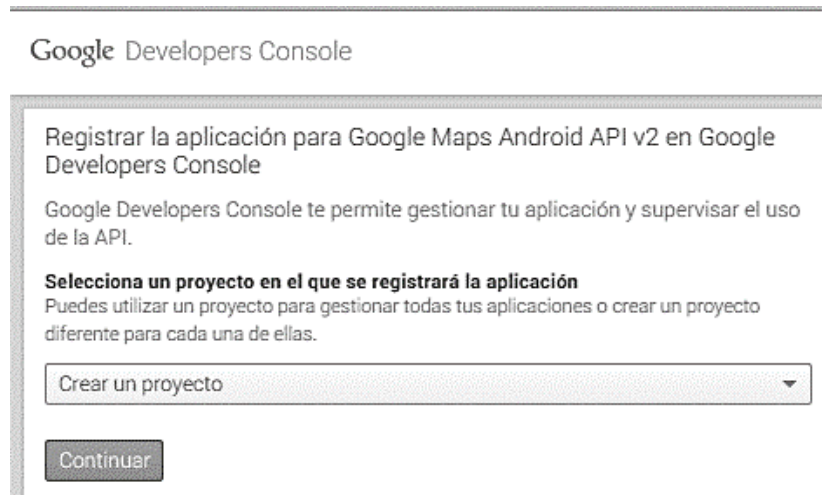 Google Developers Console
Registrar la aplicación para Google Maps Android API v2 en Google
Developers Console
Google Developers Console te permite gestionar tu aplicación y supervisar el uso
de la API.
Selecciona un proyecto en el que se registrará la aplicación
Puedes utilizar un proyecto para gestionar todas tus aplicaciones o crear un proyecto
diferente para cada una de ellas.
Crear un proyecto
Continuar